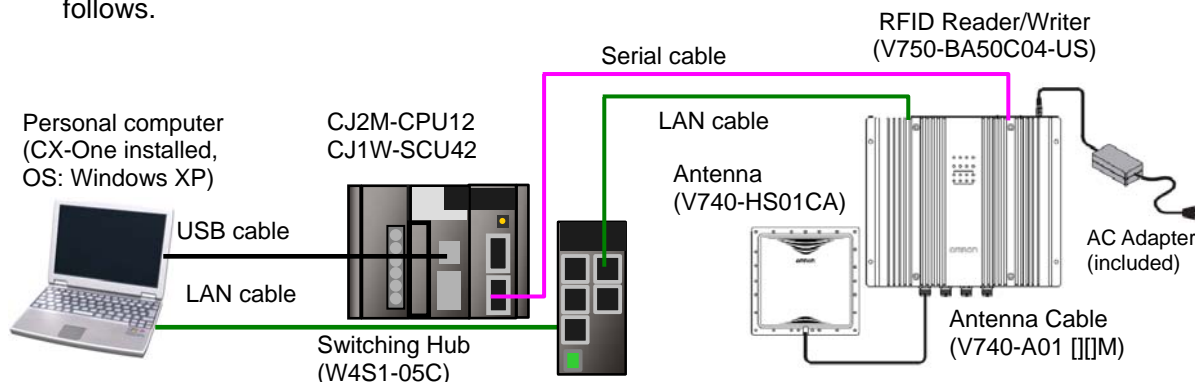 follows.
RFID Reader/Writer
(V750-BA50C04-US)
Serial cable
Personal computer
(CX-One installed,
OS: Windows XP)
CJ2M-CPU12
CJ1W-SCU42
LAN cable
Antenna
(V740-HS01CA)
USB cable
LAN cable
AC Adapter
(included)
Switching Hub
(W4S1-05C)
Antenna Cable
(V740-A01 [][]M)
OMRON
OMRON